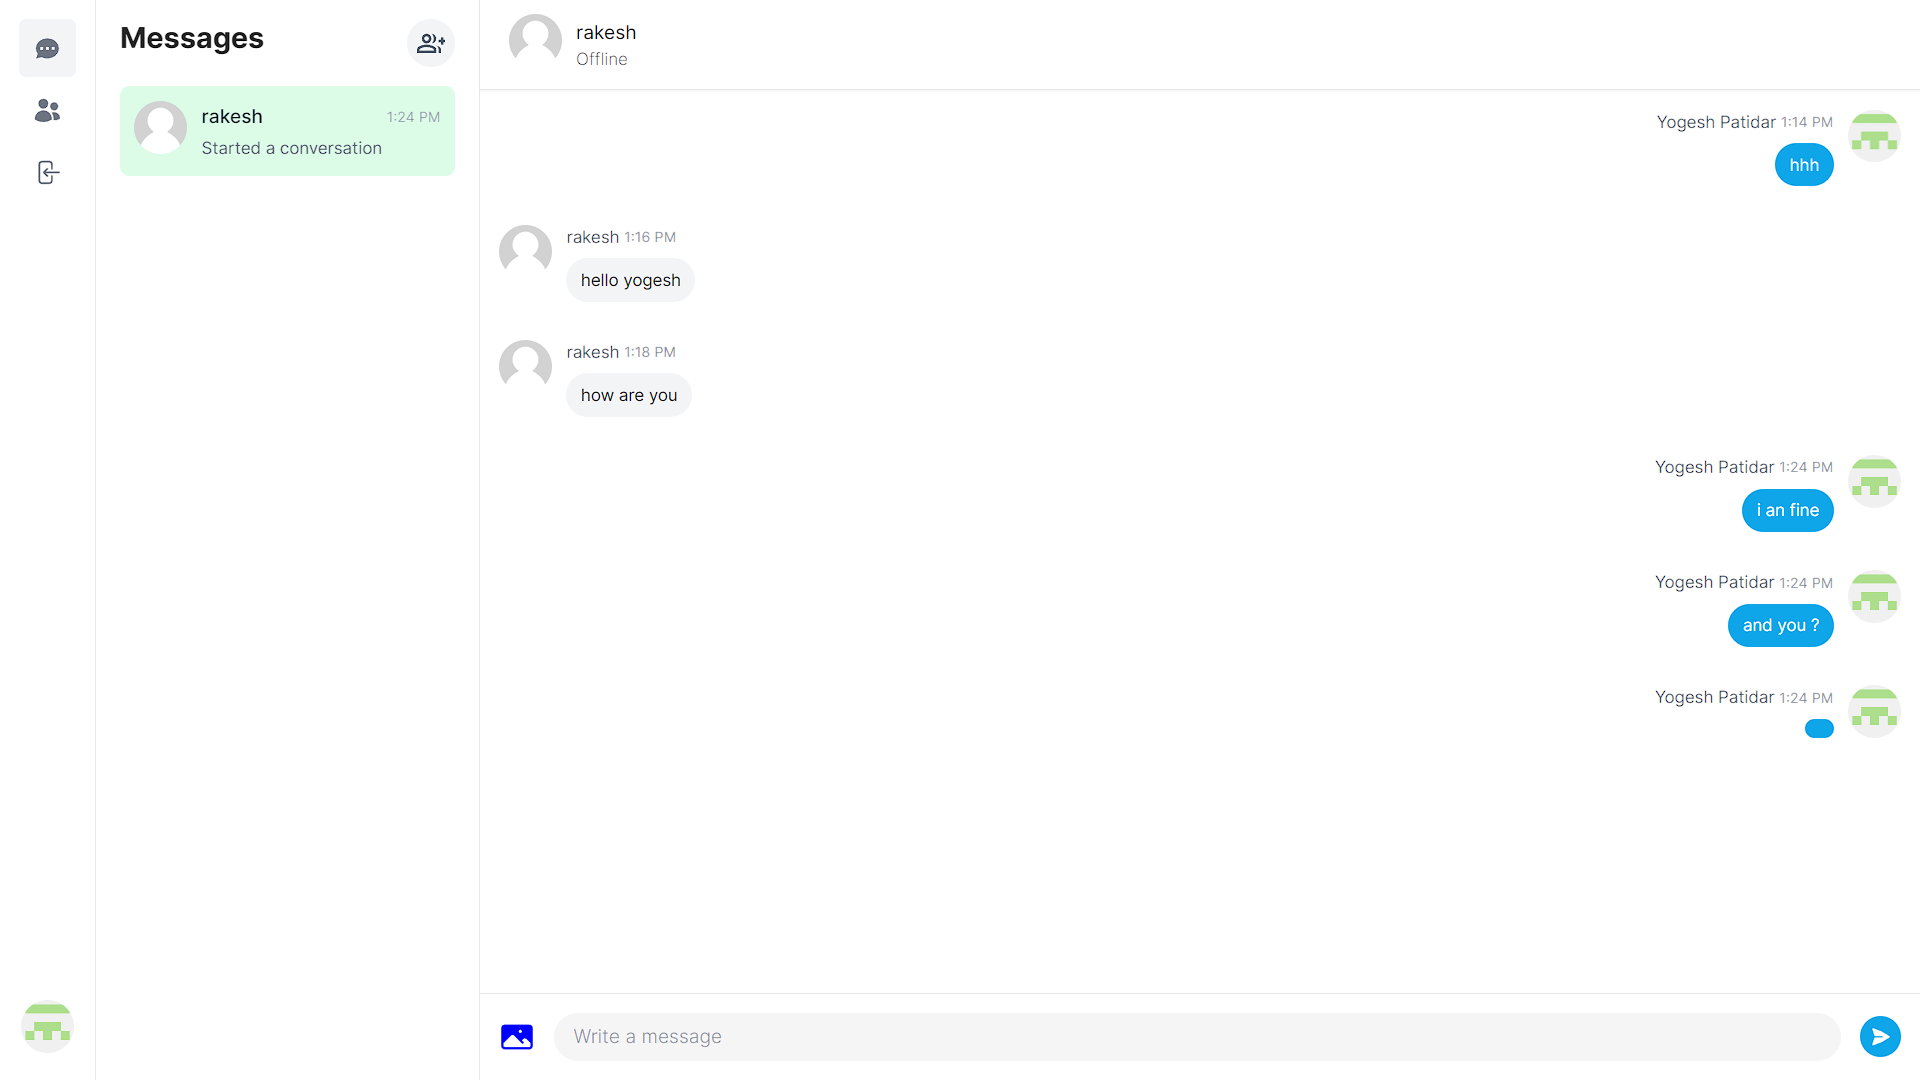 Messages
rakesh 1:24 PM
Started a conversation
rakesh
Offline
Yogesh Patidar 1:14 PM
hhh
rakesh 1:16 PM
hello yogesh
rakesh 1:18 PM
how are you
Yogesh Patidar 1:24 PM
i an fine
Yogesh Patidar 1:24 PM
and you ?
Yogesh Patidar 1:24 PM
Write a message